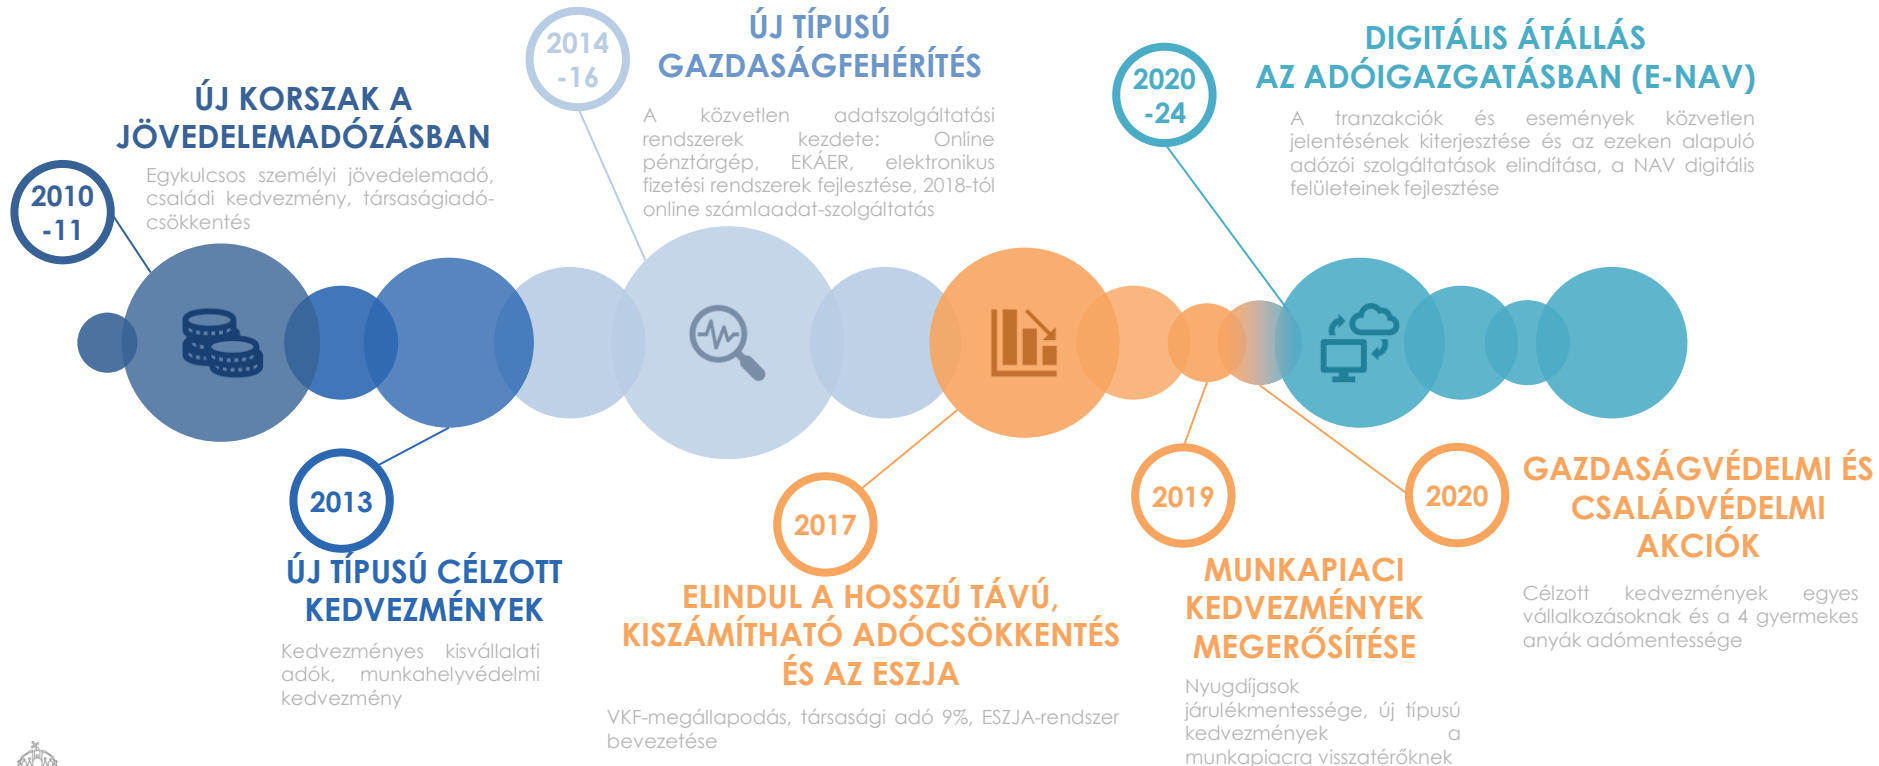 2010
-11
ÚJ KORSZAK A
JÖVEDELEMADÓZÁSBAN
Egykulcsos személyi jövedelemadó,
családi kedvezmény, társaságiadó-
csökkentés
2014
-16
ÚJ TÍPUSÚ
GAZDASÁGFEHÉRÍTÉS
A közvetlen adatszolgáltatási
rendszerek kezdete: Online
pénztárgép, EKÁER, elektronikus
fizetési rendszerek fejlesztése, 2018-tól
online számlaadat-szolgáltatás
2020
-24
DIGITÁLIS ÁTÁLLÁS
AZ ADÓIGAZGATÁSBAN (E-NAV)
A tranzakciók és események közvetlen
jelentésének kiterjesztése és az ezeken alapuló
adózói szolgáltatások elindítása, a NAV digitális
felületeinek fejlesztése
2013
ÚJ TÍPUSÚ CÉLZOTT
KEDVEZMÉNYEK
Kedvezményes kisvállalati
adók, munkahelyvédelmi
kedvezmény
2017
ELINDUL A HOSSZÚ TÁVÚ,
KISZÁMÍTHATÓ ADÓCSÖKKENTÉS
ÉS AZ ESZJA
VKF-megállapodás, társasági adó 9%, ESZJA-rendszer
bevezetése
2019
MUNKAPIACI
KEDVEZMÉNYEK
MEGERŐSÍTÉSE
Nyugdíjasok
járulékmentessége, új típusú
kedvezmények a
munkapiacra visszatérőknek
2020
GAZDASÁGVÉDELMI ÉS
CSALÁDVÉDELMI
AKCIÓK
Célzott kedvezmények egyes
vállalkozásoknak és a 4 gyermekes
anyák adómentessége